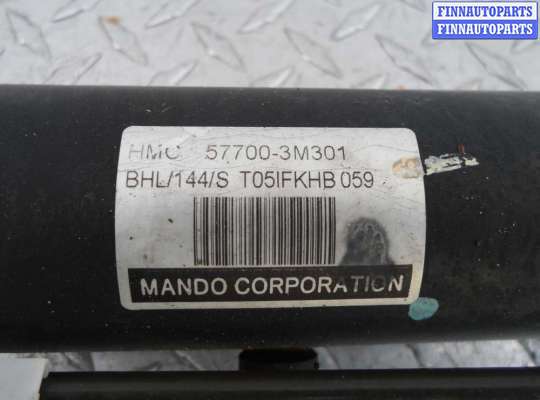 FINNAUTOPARTS
FINNAUTOPARTS
HMC 57700-3M301
BHL/144/S T05IFKHB 059
MANDO CORPORATION